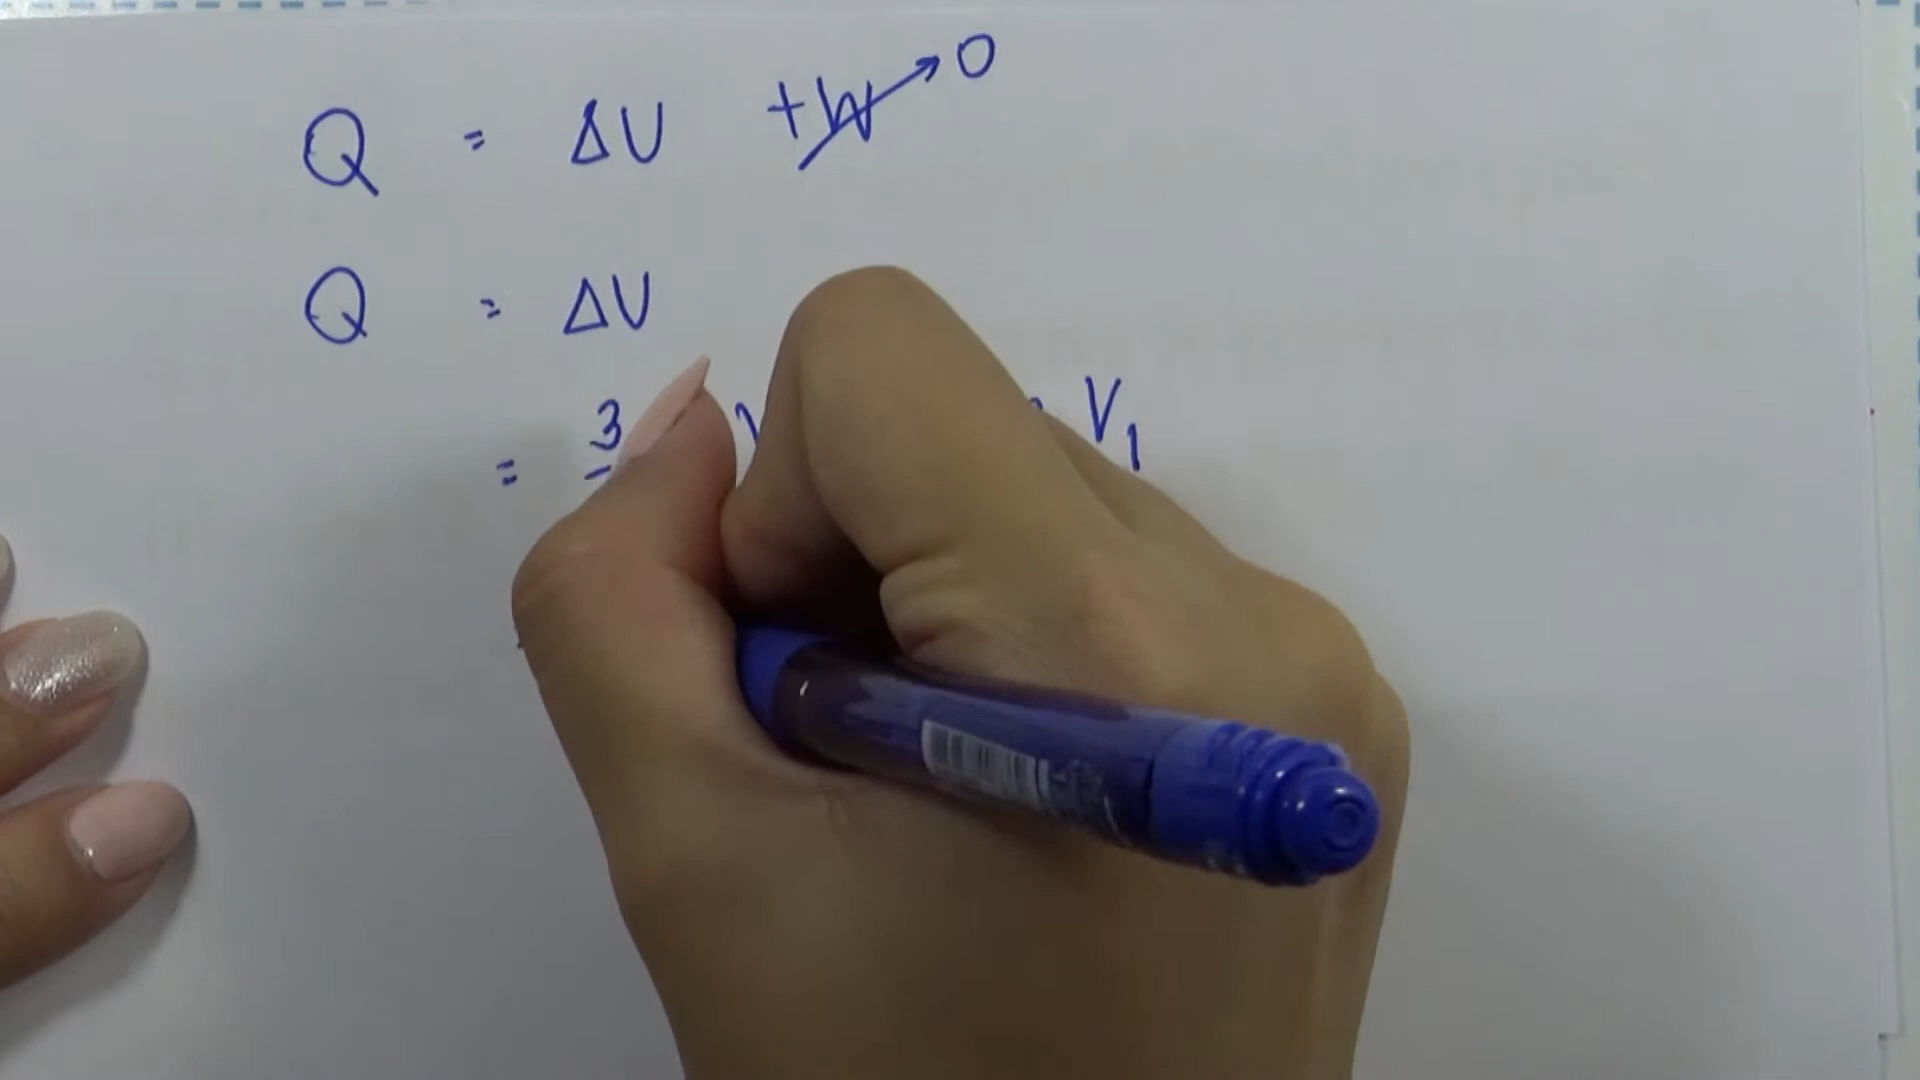 Q = ΔU + W → 0
Q = ΔU
= 3 V₁